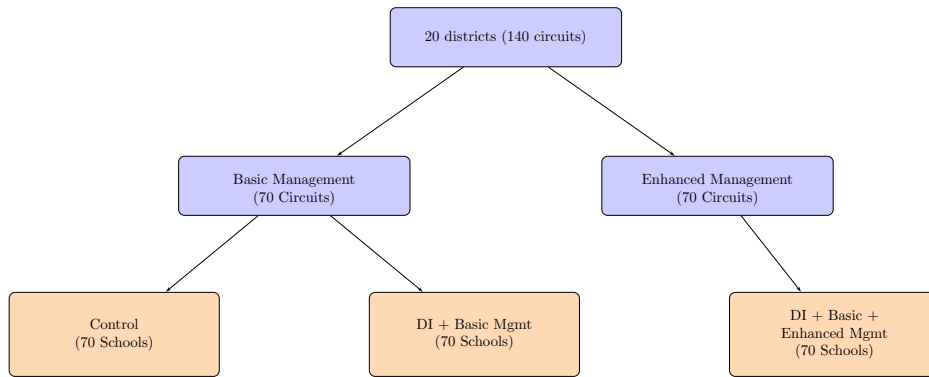 20 districts (140 circuits)
Basic Management
(70 Circuits)
Enhanced Management
(70 Circuits)
Control
(70 Schools)
DI + Basic Mgmt
(70 Schools)
DI + Basic +
Enhanced Mgmt
(70 Schools)